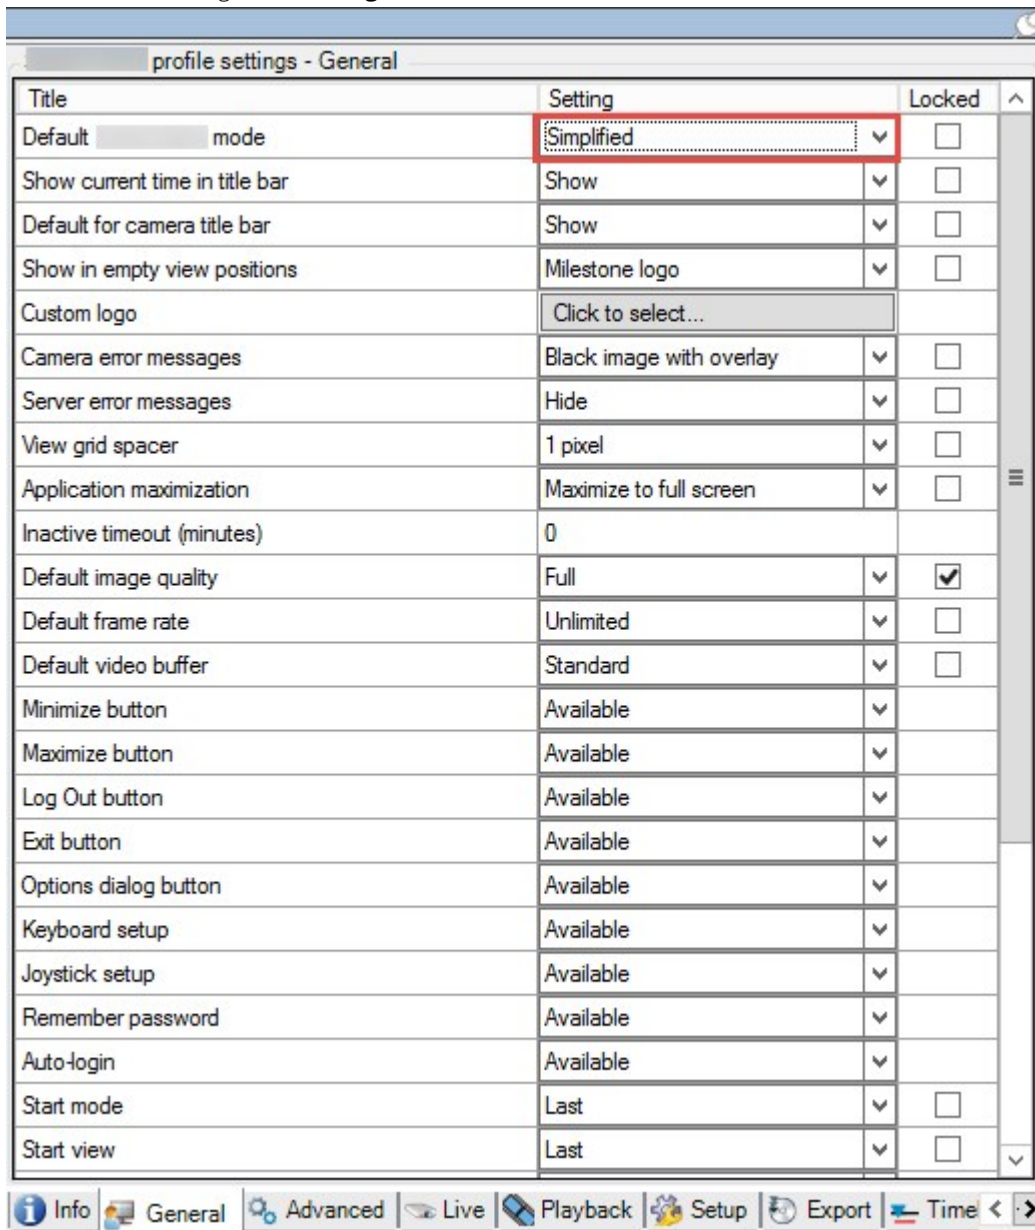 profile settings - General
Title Setting Locked
Default mode Simplified
Show current time in title bar Show
Default for camera title bar Show
Show in empty view positions Milestone logo
Custom logo Click to select...
Camera error messages Black image with overlay
Server error messages Hide
View grid spacer 1 pixel
Application maximization Maximize to full screen
Inactive timeout (minutes) 0
Default image quality Full
Default frame rate Unlimited
Default video buffer Standard
Minimize button Available
Maximize button Available
Log Out button Available
Exit button Available
Options dialog button Available
Keyboard setup Available
Joystick setup Available
Remember password Available
Auto-login Available
Start mode Last
Start view Last
Info General Advanced Live Playback Setup Export Timel